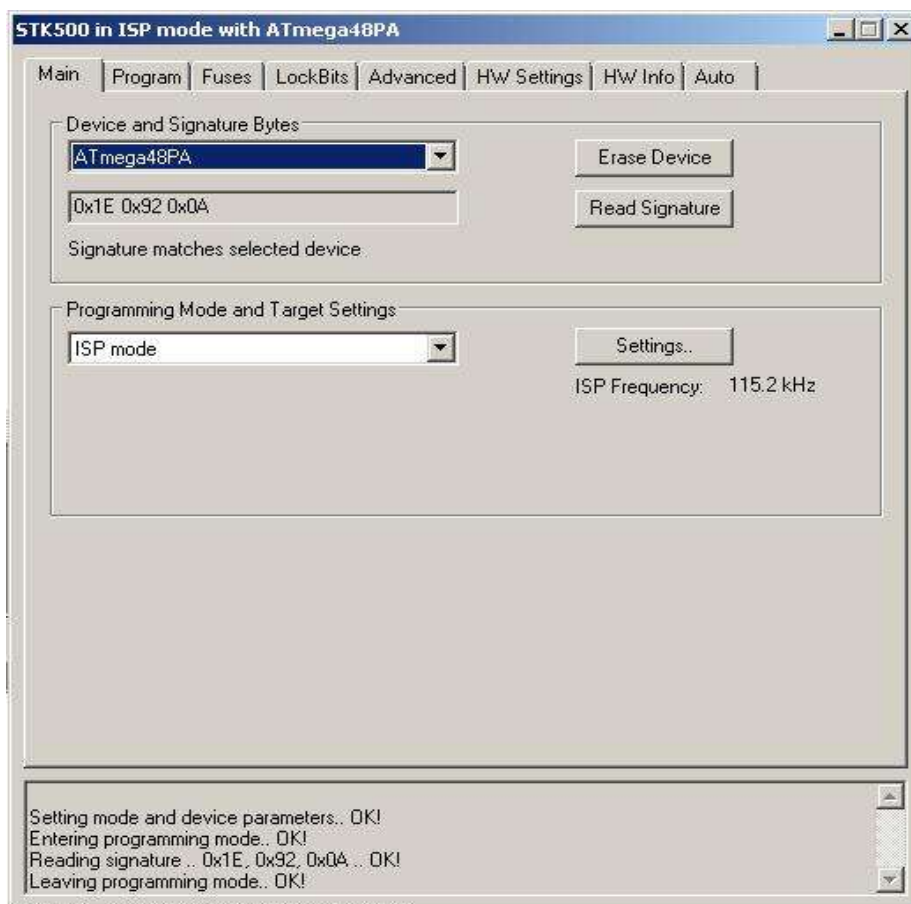 STK500 in ISP mode with ATmega48PA
Main Program Fuses LockBits Advanced HW Settings HW Info Auto
Device and Signature Bytes
ATmega48PA
Erase Device
0x1E 0x92 0x0A
Read Signature
Signature matches selected device
Programming Mode and Target Settings
ISP mode
Settings..
ISP Frequency: 115.2 kHz
Setting mode and device parameters.. OK!
Entering programming mode.. OK!
Reading signature .. 0x1E, 0x92, 0x0A .. OK!
Leaving programming mode.. OK!